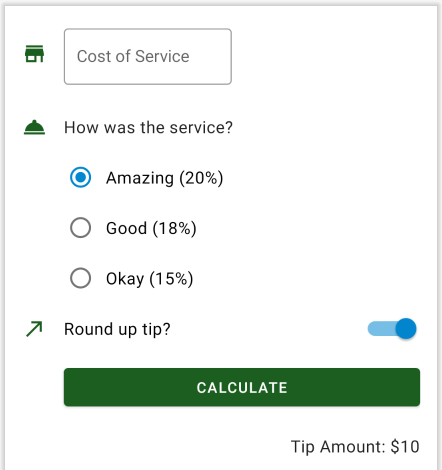 Cost of Service
How was the service?
Amazing (20%)
Good (18%)
Okay (15%)
Round up tip?
CALCULATE
Tip Amount: $10